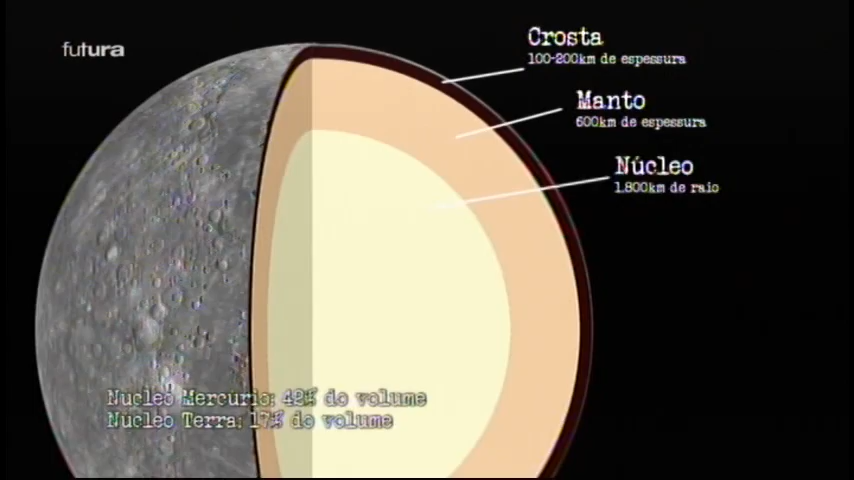 futura
Crosta
100-200km de espessura
Manto
600km de espessura
Núcleo
1.800km de raio
Núcleo Mercúrio: 42% do volume
Núcleo Terra: 17% do volume